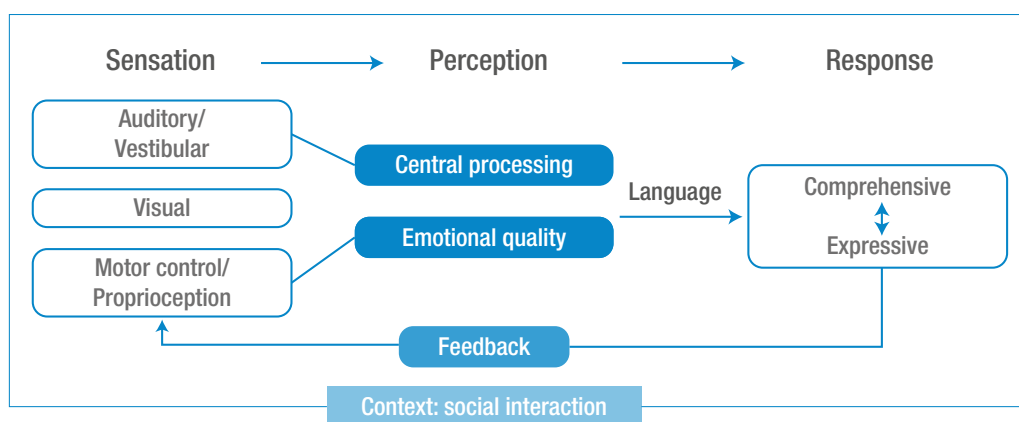 Sensation
Perception
Response
Auditory/
Vestibular
Visual
Motor control/
Proprioception
Central processing
Emotional quality
Language
Comprehensive
Expressive
Feedback
Context: social interaction